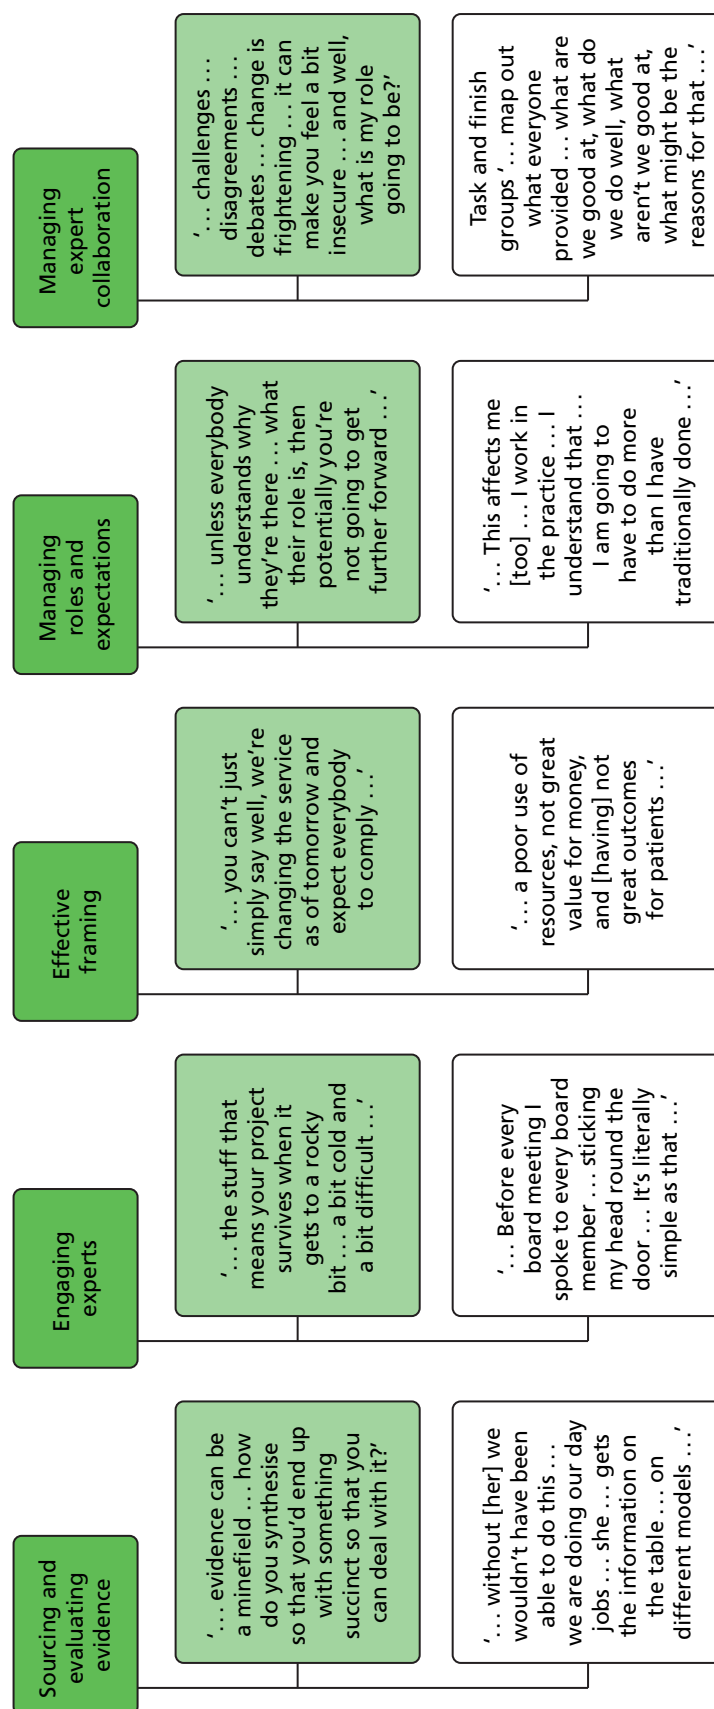 Sourcing and
evaluating
evidence
‘… evidence can be
a minefield … how
do you synthesise
so that you’d end up
with something
succinct so that you
can deal with it?’
‘… without [her] we
wouldn’t have been
able to do this …
we are doing our day
jobs … she … gets
the information on
the table … on
different models …’
Engaging
experts
‘… the stuff that
means your project
survives when it
gets to a rocky
bit … a bit cold and
a bit difficult …’
‘… Before every
board meeting I
spoke to every board
member … sticking
my head round the
door … It’s literally
simple as that …’
Effective
framing
‘… you can’t just
simply say well, we’re
changing the service
as of tomorrow and
expect everybody
to comply …’
‘… a poor use of
resources, not great
value for money,
and [having] not
great outcomes
for patients …’
Managing
roles and
expectations
‘… unless everybody
understands why
they’re there … what
their role is, then
potentially you’re
not going to get
further forward …’
‘… This affects me
[too] … I work in
the practice … I
understand that …
I am going to
have to do more
than I have
traditionally done …’
Managing
expert
collaboration
‘… challenges …
disagreements …
debates … change is
frightening … it can
make you feel a bit
insecure … and well,
what is my role
going to be?’
Task and finish
groups ‘… map out
what everyone
provided … what are
we good at, what do
we do well, what
aren’t we good at,
what might be the
reasons for that …’